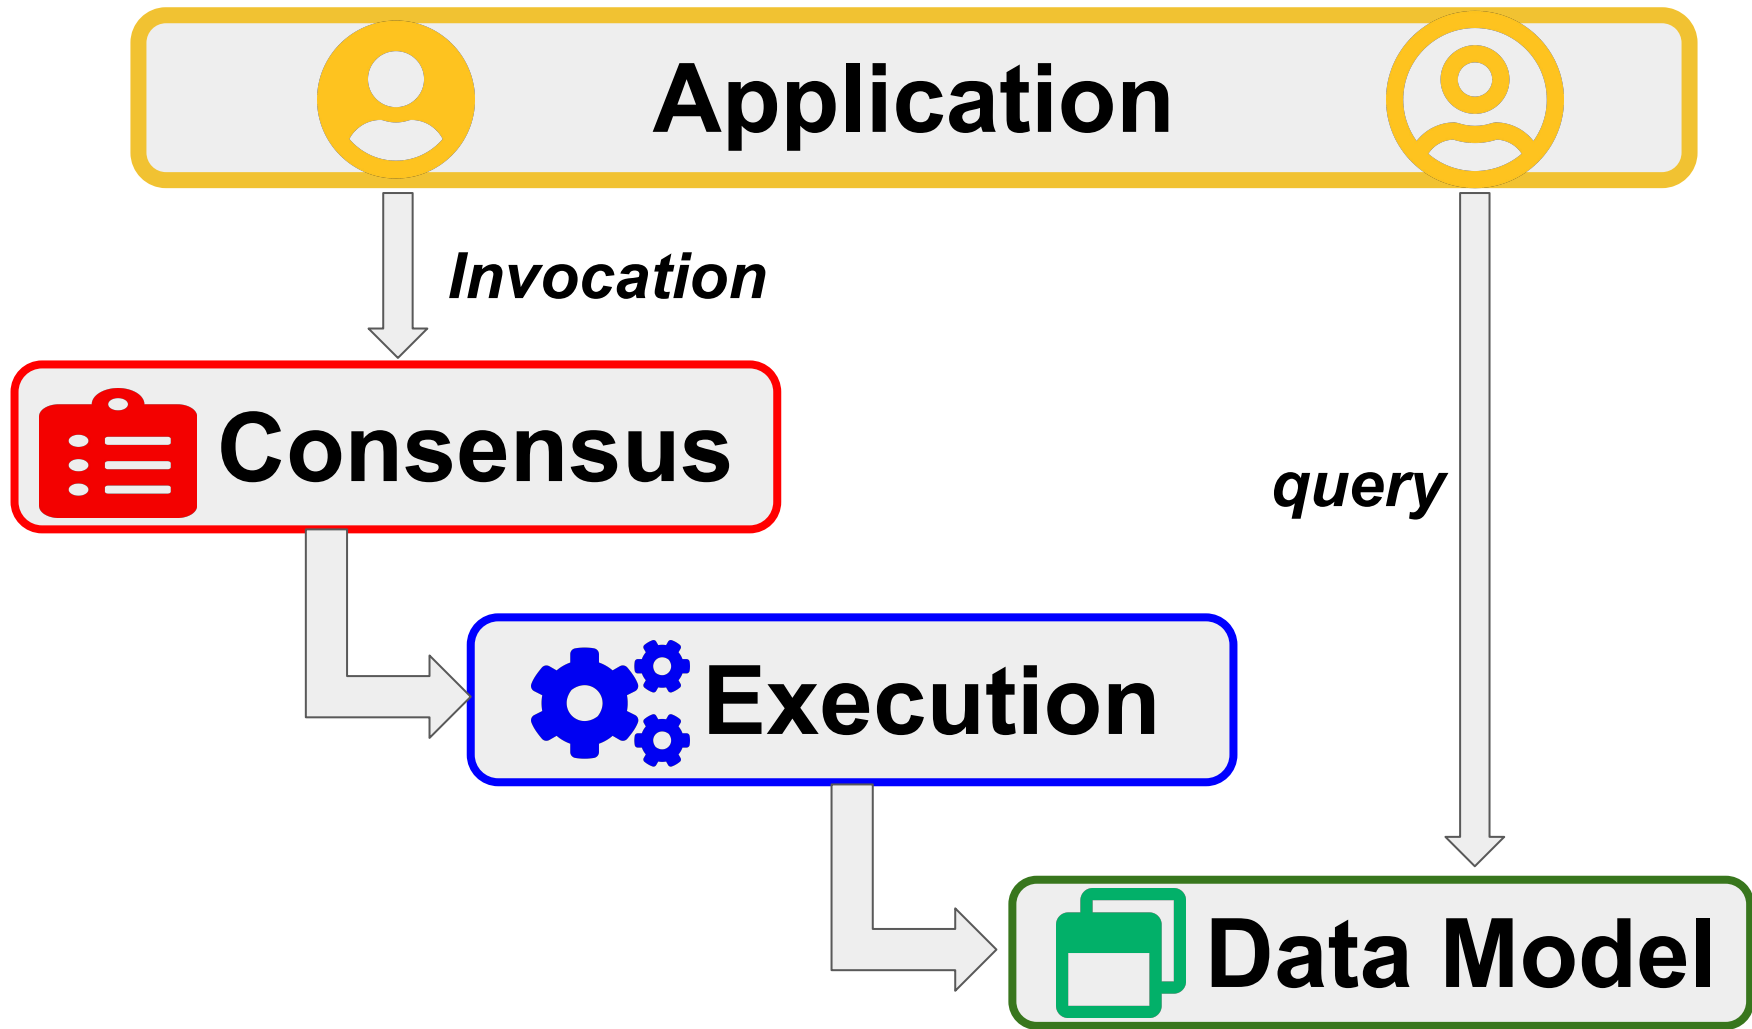 Application
Invocation
Consensus
query
Execution
Data Model